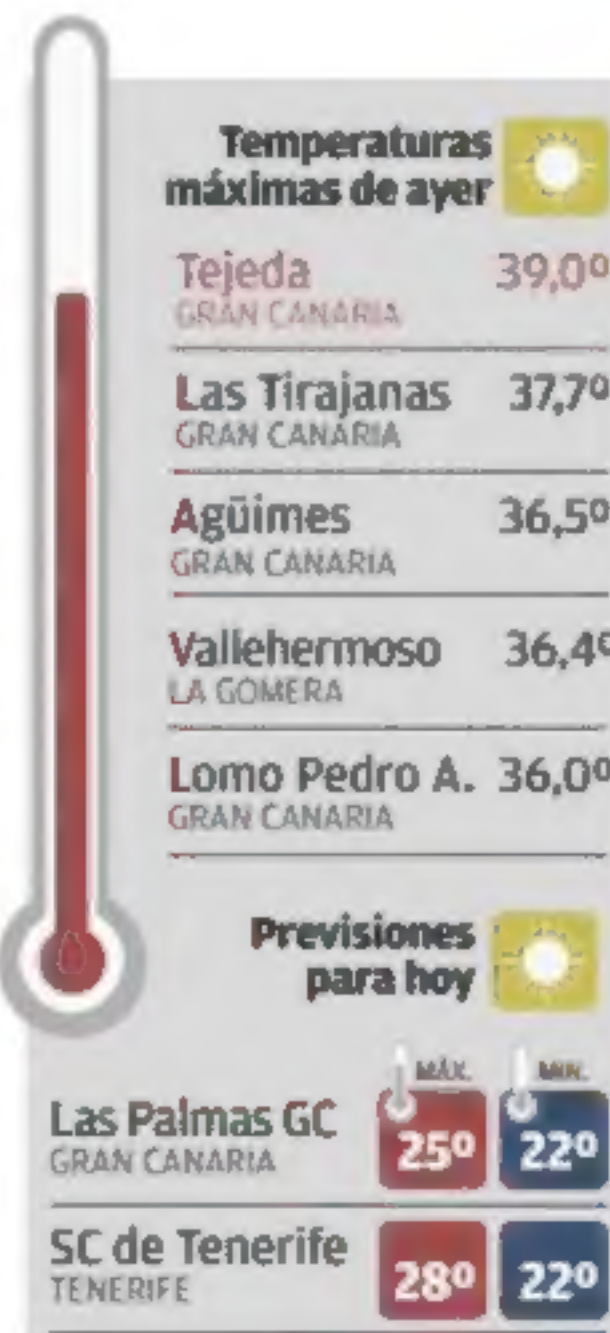 Temperaturas
máximas de ayer
Tejeda 39,0º
GRAN CANARIA
Las Tirajanas 37,7º
GRAN CANARIA
Agüimes 36,5º
GRAN CANARIA
Vallehermoso 36,4º
LA GOMERA
Lomo Pedro A. 36,0º
GRAN CANARIA
Previsiones
para hoy
MÁX. MIN.
Las Palmas GC 25º 22º
GRAN CANARIA
SC de Tenerife 28º 22º
TENERIFE